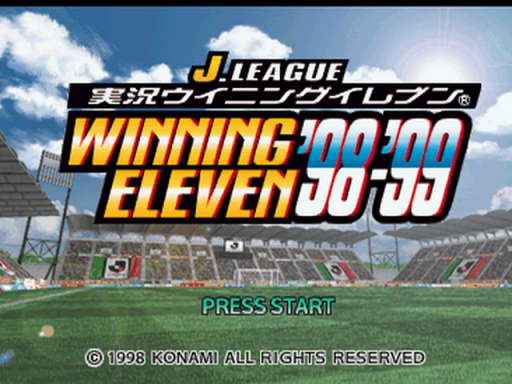 J.LEAGUE
実況ウイニングイレブン®
WINNING
ELEVEN '98-'99
PRESS START
© 1998 KONAMI ALL RIGHTS RESERVED